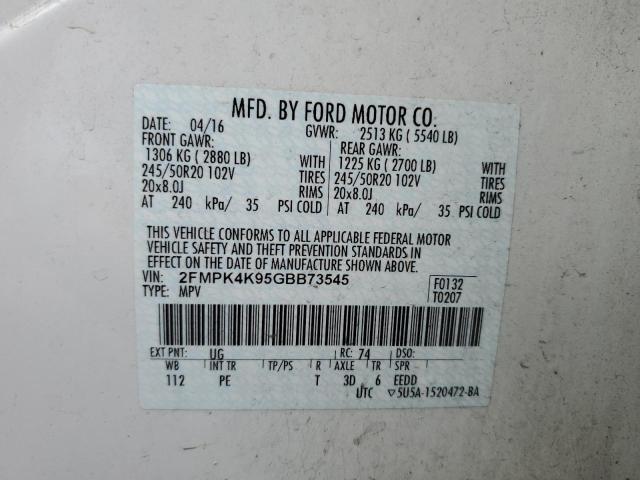 MFD. BY FORD MOTOR CO.
DATE: 04/16 GVWR: 2513 KG ( 5540 LB)
FRONT GAWR: REAR GAWR:
1306 KG ( 2880 LB) WITH 1225 KG ( 2700 LB) WITH
245/50R20 102V TIRES 245/50R20 102V TIRES
20x8.0J RIMS 20x8.0J RIMS
AT 240 kPa/ 35 PSI COLD AT 240 kPa/ 35 PSI COLD
THIS VEHICLE CONFORMS TO ALL APPLICABLE FEDERAL MOTOR
VEHICLE SAFETY AND THEFT PREVENTION STANDARDS IN
EFFECT ON THE DATE OF MANUFACTURE SHOWN ABOVE.
VIN: 2FMPK4K95GBB73545 F0132
TYPE: MPV T0207
EXT PNT: UG RC: 74 DSO:
WB INT TR TP/PS R AXLE TR SPR
112 PE T 3D 6 EEDD
UTC ▽5U5A-1520472-BA